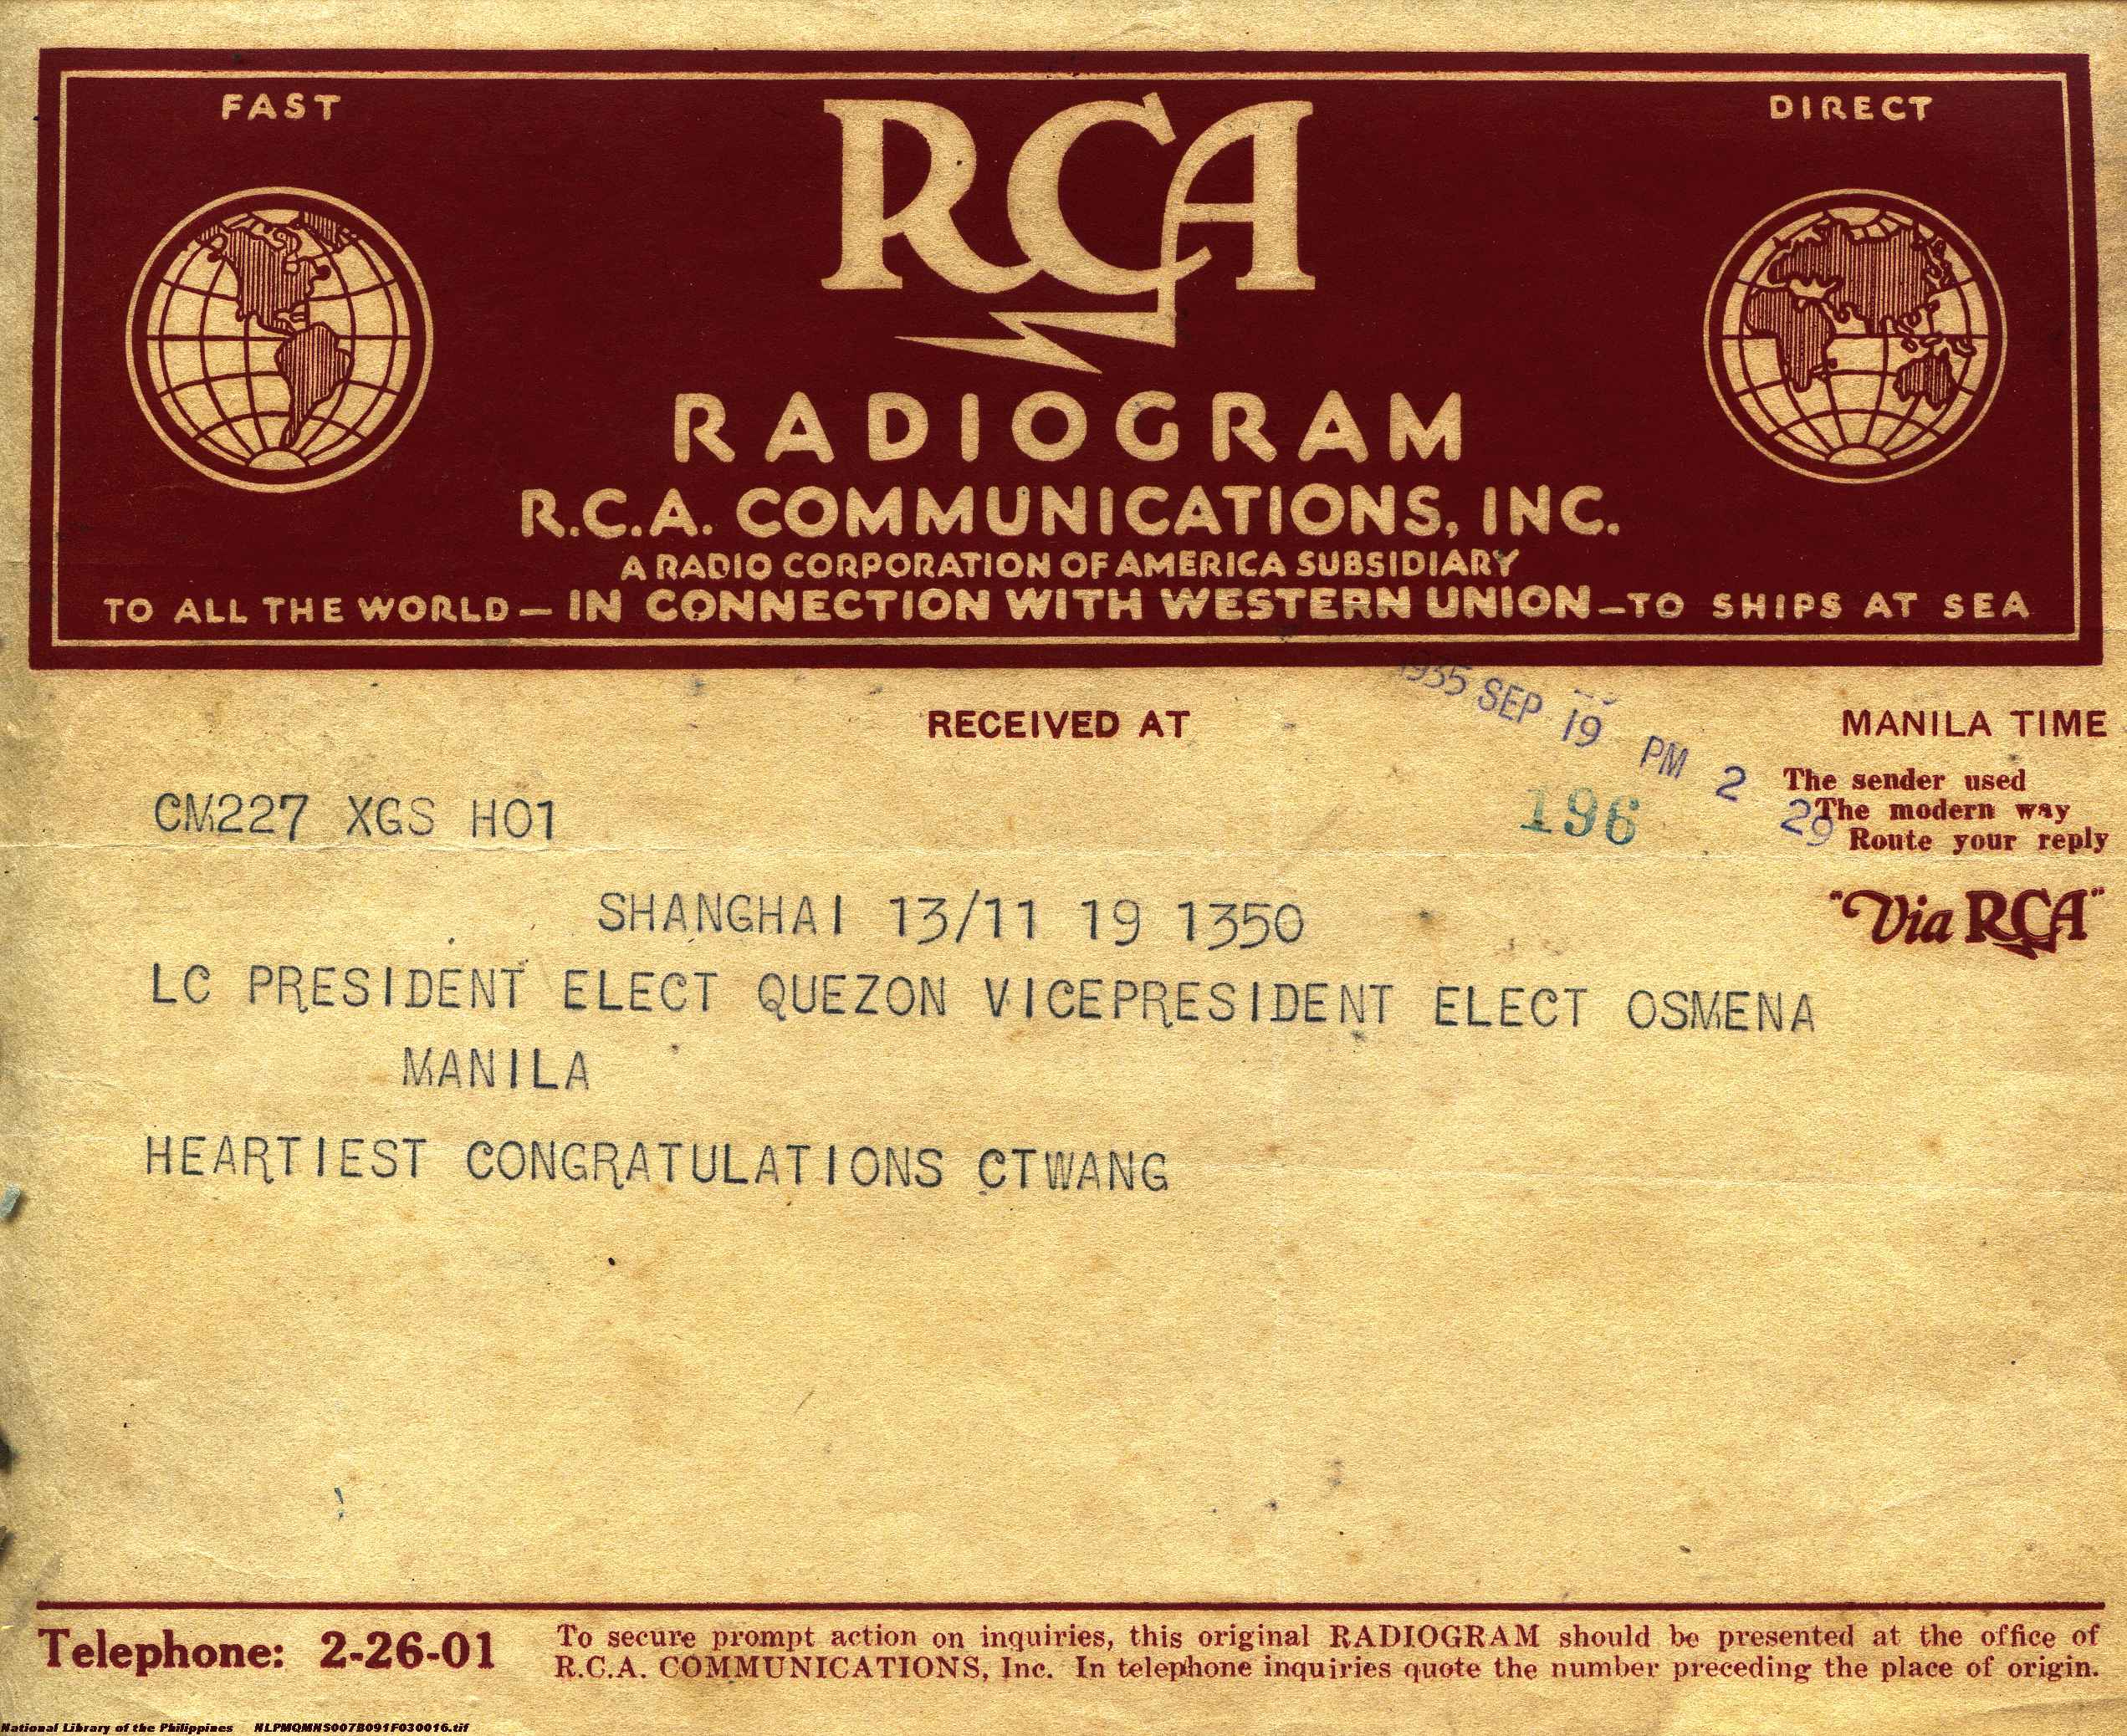 FAST
DIRECT
RCA
RADIOGRAM
R.C.A. COMMUNICATIONS, INC.
A RADIO CORPORATION OF AMERICA SUBSIDIARY
TO ALL THE WORLD — IN CONNECTION WITH WESTERN UNION — TO SHIPS AT SEA
1935 SEP 19 PM 2 29
RECEIVED AT
MANILA TIME
The sender used
The modern way
Route your reply
"Via RCA"
196
CM227 XGS HO1
SHANGHAI 13/11 19 1350
LC PRESIDENT ELECT QUEZON VICEPRESIDENT ELECT OSMENA
MANILA
HEARTIEST CONGRATULATIONS CTWANG
Telephone: 2-26-01
To secure prompt action on inquiries, this original RADIOGRAM should be presented at the office of
R.C.A. COMMUNICATIONS, Inc. In telephone inquiries quote the number preceding the place of origin.
National Library of the Philippines NLPMQMNS007B091F030016.tif